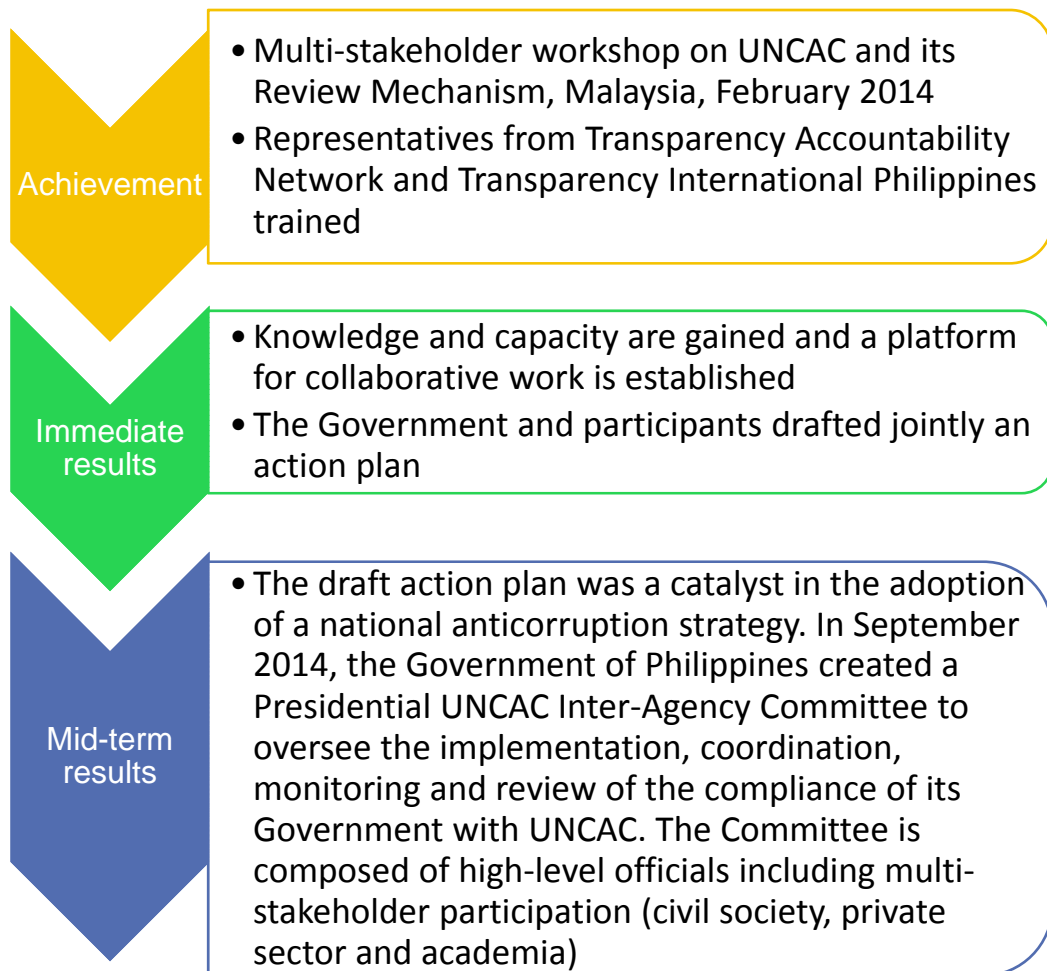 Achievement
• Multi-stakeholder workshop on UNCAC and its
Review Mechanism, Malaysia, February 2014
• Representatives from Transparency Accountability
Network and Transparency International Philippines
trained
Immediate
results
• Knowledge and capacity are gained and a platform
for collaborative work is established
• The Government and participants drafted jointly an
action plan
Mid-term
results
• The draft action plan was a catalyst in the adoption
of a national anticorruption strategy. In September
2014, the Government of Philippines created a
Presidential UNCAC Inter-Agency Committee to
oversee the implementation, coordination,
monitoring and review of the compliance of its
Government with UNCAC. The Committee is
composed of high-level officials including multi-
stakeholder participation (civil society, private
sector and academia)